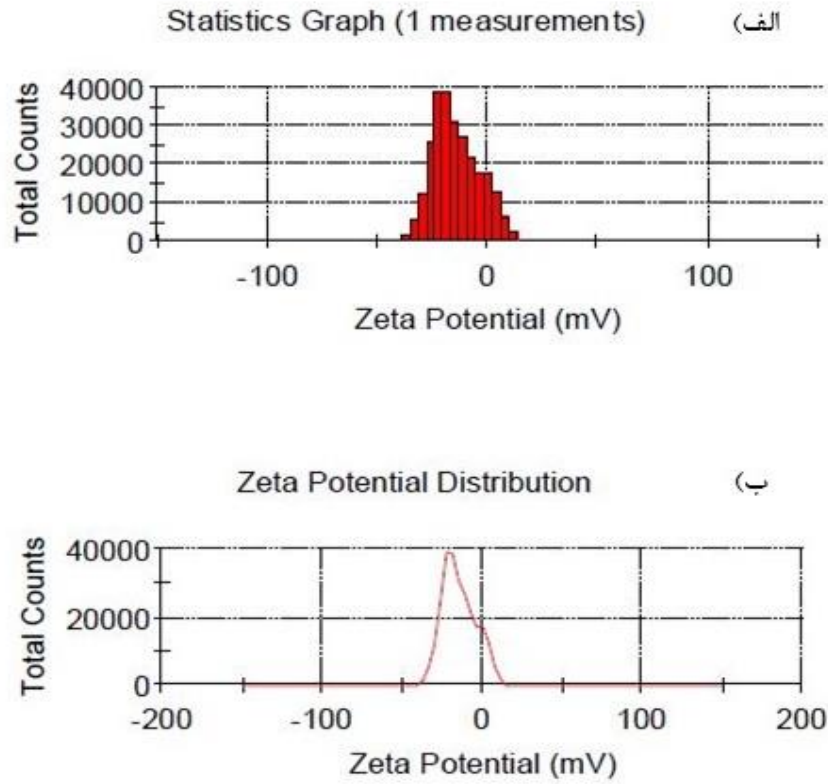 Statistics Graph (1 measurements) الف)
40000
30000
20000
10000
0
Total Counts
-100 0 100
Zeta Potential (mV)
Zeta Potential Distribution ب)
40000
20000
0
Total Counts
-200 -100 0 100 200
Zeta Potential (mV)